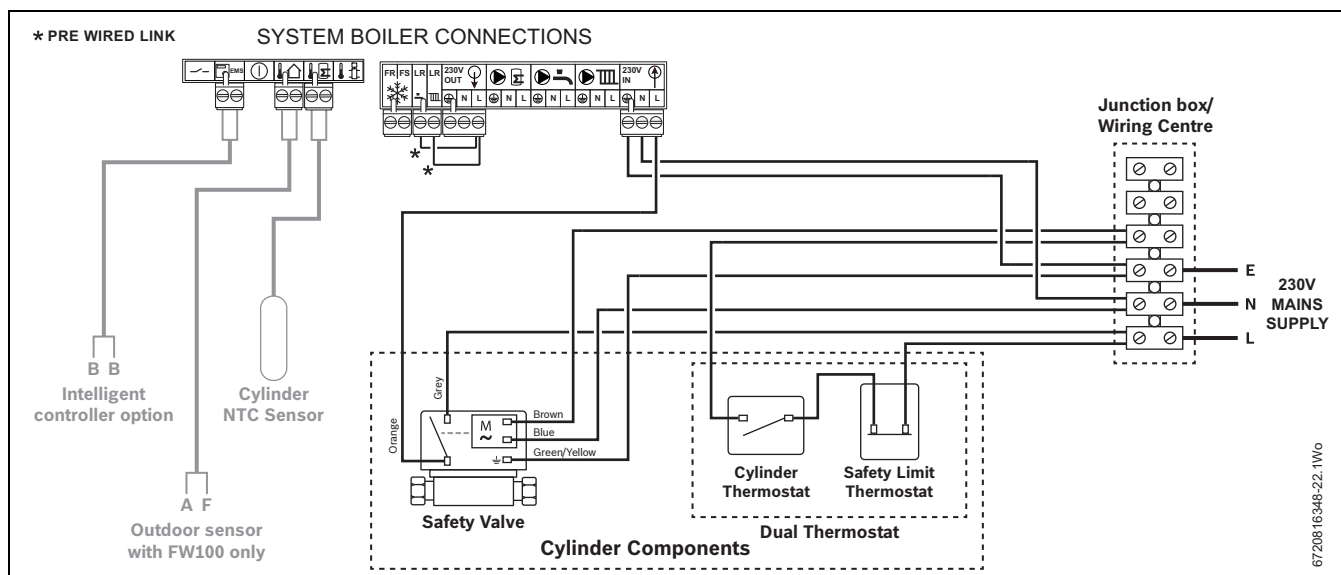 * PRE WIRED LINK
SYSTEM BOILER CONNECTIONS
EMS
FR FS LR LR 230V OUT 230V IN
N L N L N L N L N L
*
*
Junction box/
Wiring Centre
E
N
L
230V
MAINS
SUPPLY
B B
Intelligent
controller option
Cylinder
NTC Sensor
A F
Outdoor sensor
with FW100 only
Grey
Orange
M
~
Brown
Blue
Green/Yellow
Safety Valve
Cylinder
Thermostat
Safety Limit
Thermostat
Dual Thermostat
Cylinder Components
6720816348-22.1Wo